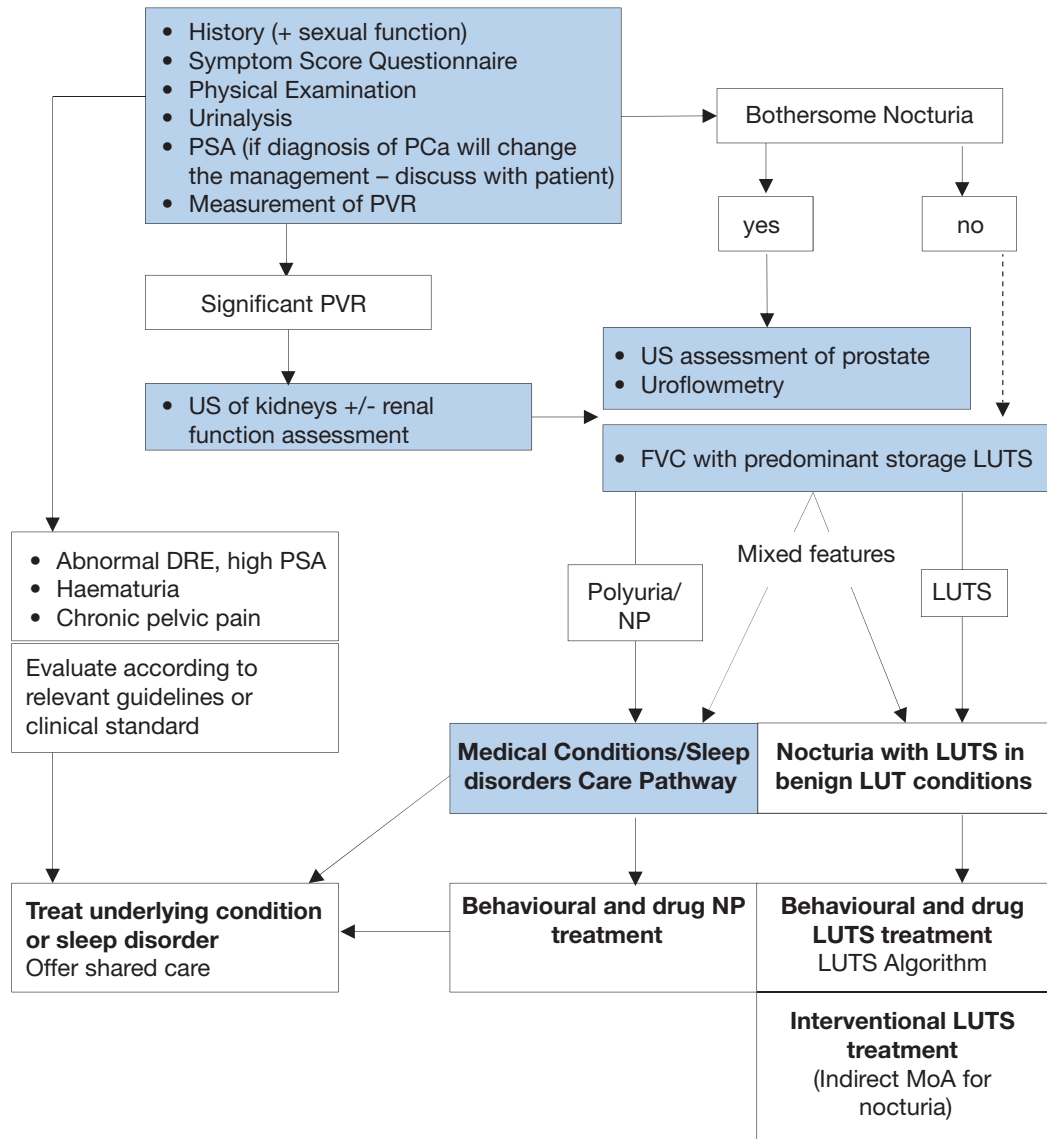 • History (+ sexual function)
• Symptom Score Questionnaire
• Physical Examination
• Urinalysis
• PSA (if diagnosis of PCa will change
the management – discuss with patient)
• Measurement of PVR
Bothersome Nocturia
yes
no
Significant PVR
• US assessment of prostate
• Uroflowmetry
• US of kidneys +/- renal
function assessment
• FVC with predominant storage LUTS
• Abnormal DRE, high PSA
• Haematuria
• Chronic pelvic pain
Mixed features
Polyuria/
NP
LUTS
Evaluate according to
relevant guidelines or
clinical standard
Medical Conditions/Sleep
disorders Care Pathway
Nocturia with LUTS in
benign LUT conditions
Treat underlying condition
or sleep disorder
Offer shared care
Behavioural and drug NP
treatment
Behavioural and drug
LUTS treatment
LUTS Algorithm
Interventional LUTS
treatment
(Indirect MoA for
nocturia)